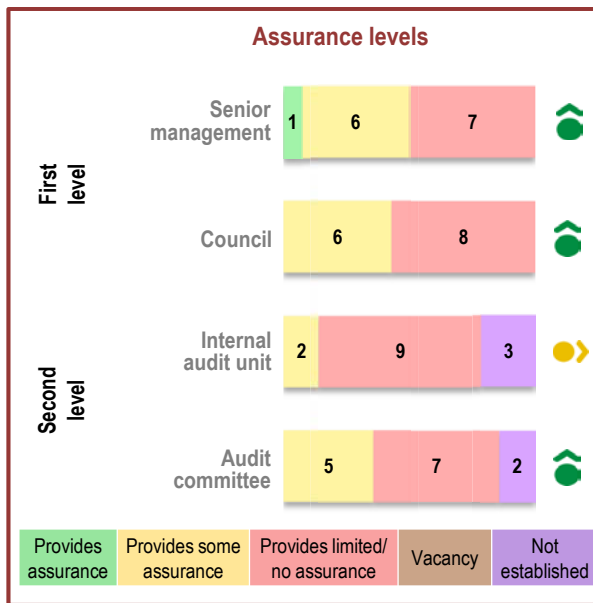 Assurance levels
First
level
Senior
management
1 6 7
Council
6 8
Second
level
Internal
audit unit
2 9 3
Audit
committee
5 7 2
Provides
assurance
Provides some
assurance
Provides limited/
no assurance
Vacancy
Not
established